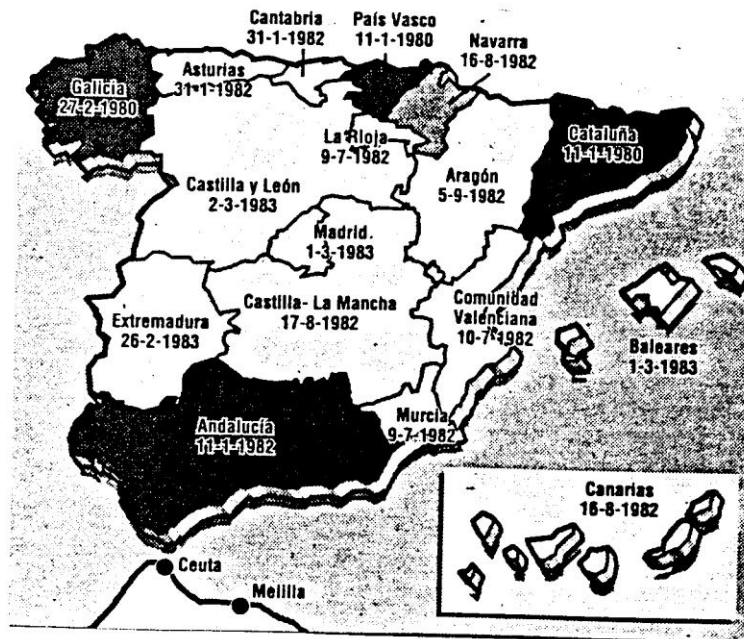 Cantabria
31-1-1982
País Vasco
11-1-1980
Navarra
16-8-1982
Asturias
31-1-1982
Galicia
27-2-1980
La Rioja
9-7-1982
Cataluña
11-1-1980
Aragón
5-9-1982
Castilla y León
2-3-1983
Madrid.
1-3-1983
Castilla- La Mancha
17-8-1982
Comunidad
Valenciana
10-7-1982
Extremadura
26-2-1983
Baleares
1-3-1983
Andalucía
11-1-1982
Murcia
9-7-1982
Canarias
16-8-1982
Ceuta
Melilla